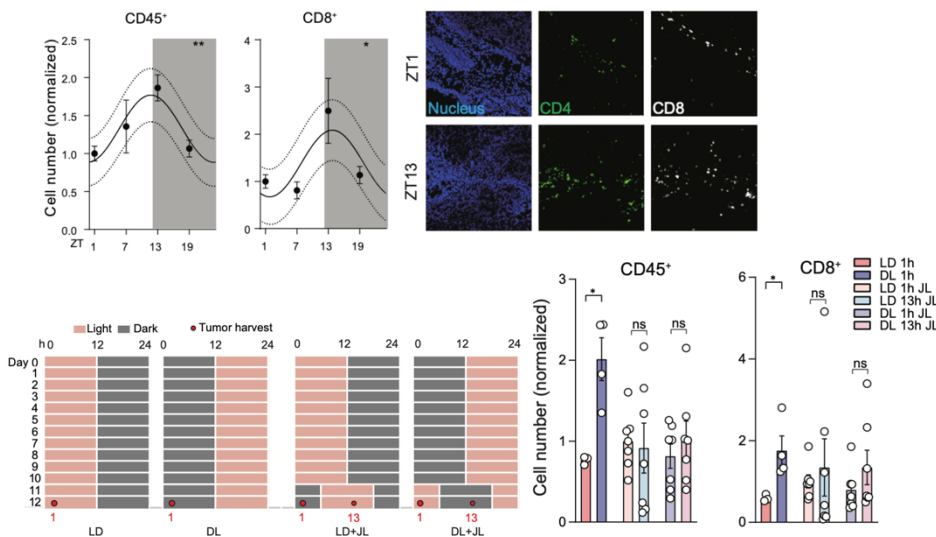 CD45⁺
CD8⁺
Cell number (normalized)
2.5
2.0
1.5
1.0
0.5
0.0
**
4
3
2
1
0
*
ZT
1 7 13 19
1 7 13 19
ZT1
Nucleus
CD4
CD8
ZT13
Light
Dark
Tumor harvest
h 0 12 24
0 12 24
0 12 24
0 12 24
Day 0
1
2
3
4
5
6
7
8
9
10
11
12
1
1
1 13
1 13
LD
DL
LD+JL
DL+JL
CD45⁺
Cell number (normalized)
3
2
1
0
*
ns
ns
CD8⁺
6
4
2
0
*
ns
ns
LD 1h
DL 1h
LD 1h JL
LD 13h JL
DL 1h JL
DL 13h JL